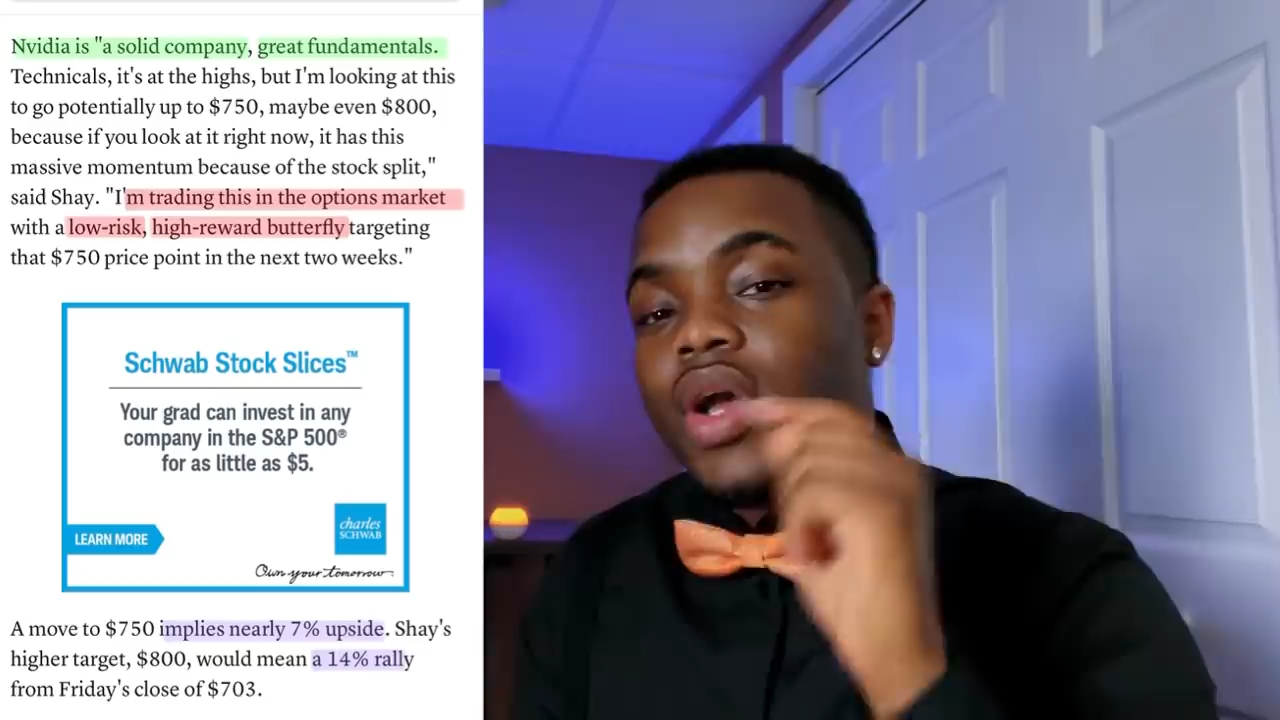 Nvidia is "a solid company, great fundamentals.
Technicals, it's at the highs, but I'm looking at this
to go potentially up to $750, maybe even $800,
because if you look at it right now, it has this
massive momentum because of the stock split,"
said Shay. "I'm trading this in the options market
with a low-risk, high-reward butterfly targeting
that $750 price point in the next two weeks."
Schwab Stock Slices™
Your grad can invest in any
company in the S&P 500®
for as little as $5.
LEARN MORE
charles
SCHWAB
Own your tomorrow.
A move to $750 implies nearly 7% upside. Shay's
higher target, $800, would mean a 14% rally
from Friday's close of $703.